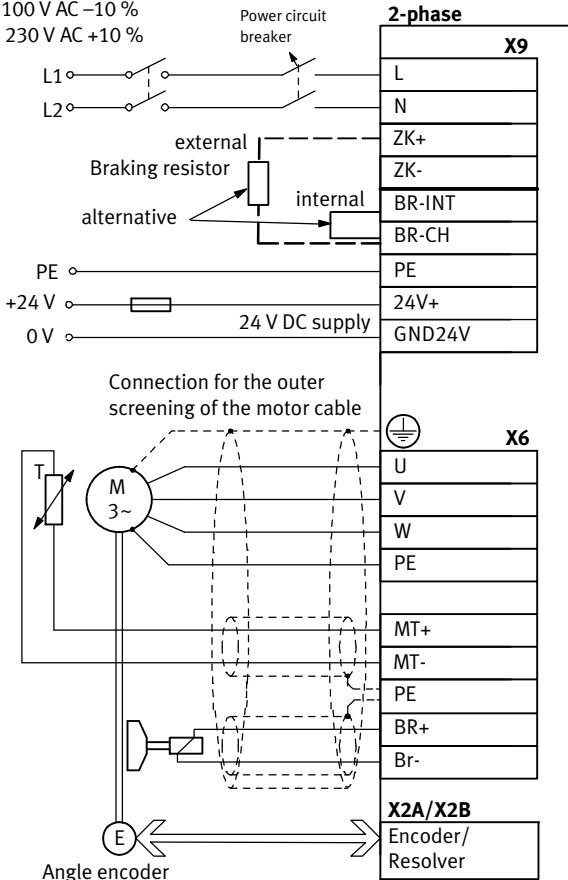 100 V AC –10 %
230 V AC +10 %
Power circuit
breaker
2-phase
X9
L1
L
L2
N
external
ZK+
Braking resistor
ZK-
internal
BR-INT
alternative
BR-CH
PE
PE
+24 V
24V+
24 V DC supply
0 V
GND24V
Connection for the outer
screening of the motor cable
X6
T
M
3~
U
V
W
PE
MT+
MT-
PE
BR+
Br-
X2A/X2B
E
Encoder/
Resolver
Angle encoder